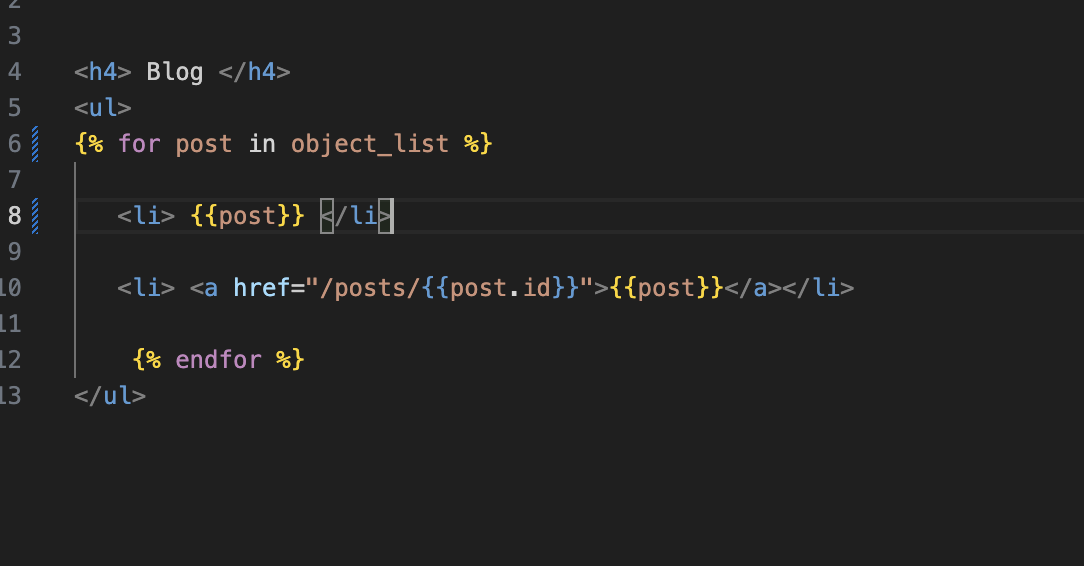 2
3
4 <h4> Blog </h4>
5 <ul>
6 {% for post in object_list %}
7
8 <li> {{post}} </li>
9
10 <li> <a href="/posts/{{post.id}}">{{post}}</a></li>
11
12 {% endfor %}
13 </ul>